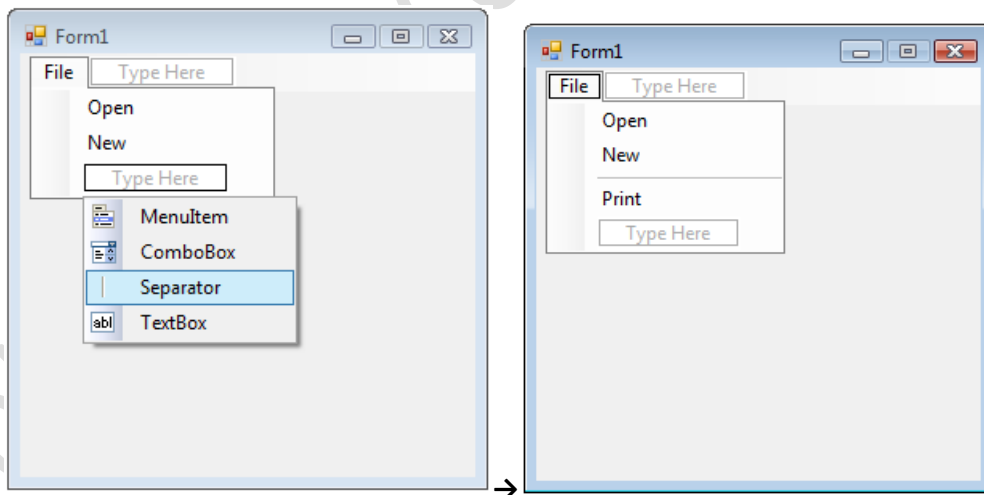 Form1
File Type Here
Open
New
Type Here
MenuItem
ComboBox
Separator
abl TextBox
→
Form1
File Type Here
Open
New
Print
Type Here